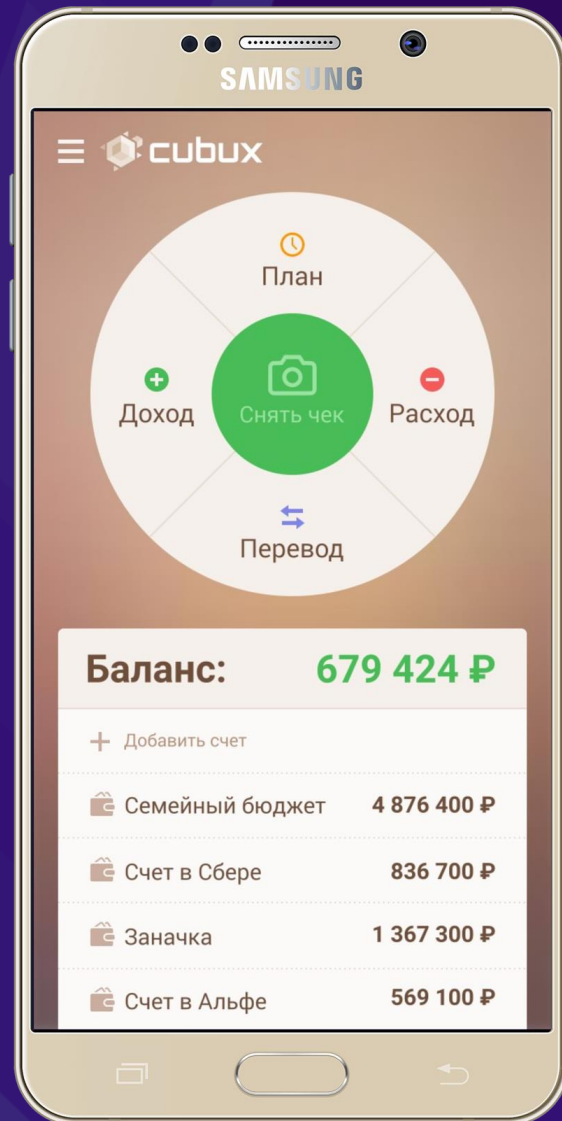 SAMSUNG
cubux
План
Доход
Снять чек
Расход
Перевод
Баланс: 679 424 ₽
Добавить счет
Семейный бюджет 4 876 400 ₽
Счет в Сбере 836 700 ₽
Заначка 1 367 300 ₽
Счет в Альфе 569 100 ₽